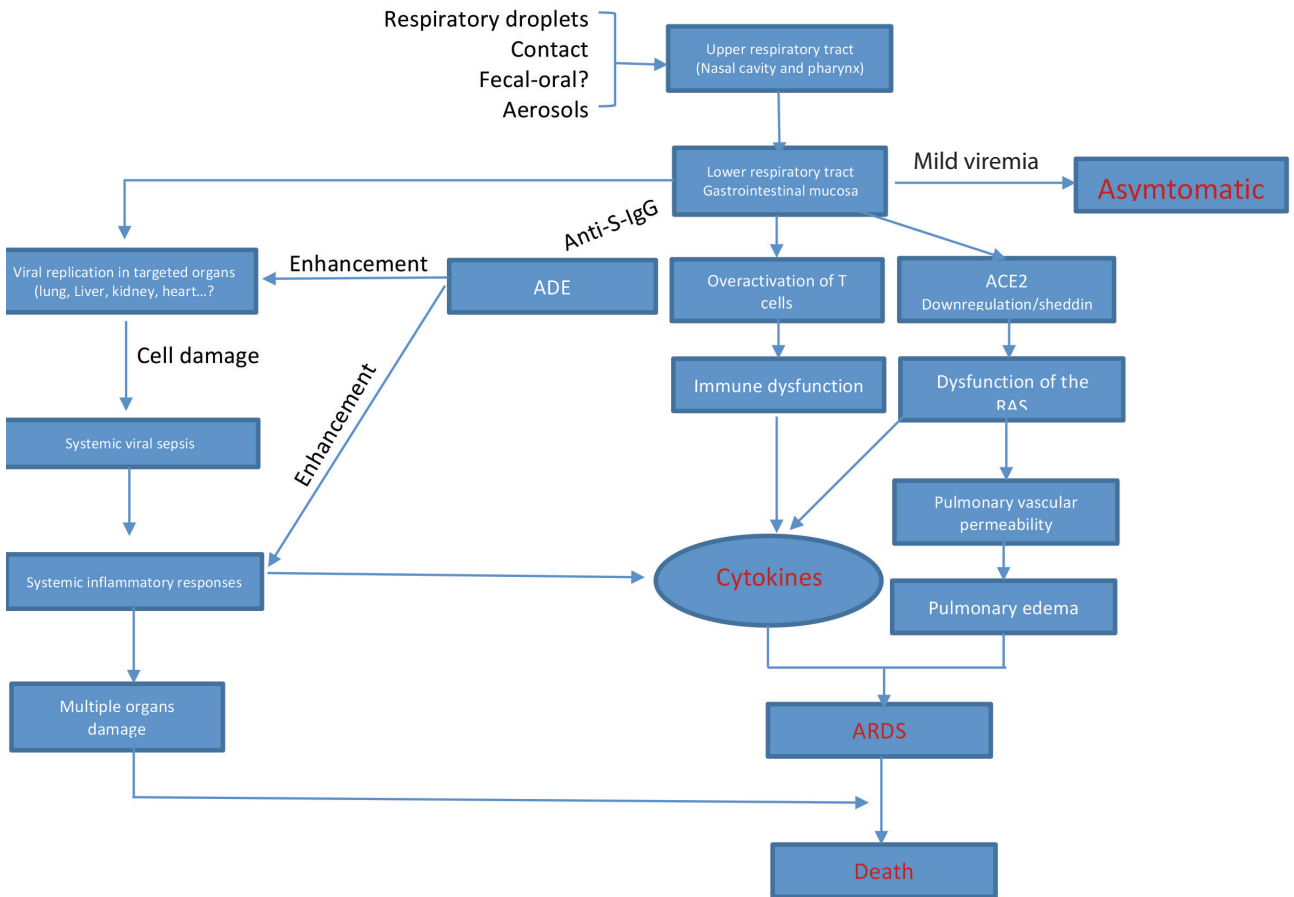 Respiratory droplets
Contact
Fecal-oral?
Aerosols
Upper respiratory tract
(Nasal cavity and pharynx)
Lower respiratory tract
Gastrointestinal mucosa
Mild viremia
Asymtomatic
Anti-S-IgG
Viral replication in targeted organs
(lung, Liver, kidney, heart...?
Enhancement
ADE
Overactivation of T
cells
ACE2
Downregulation/sheddin
Cell damage
Enhancement
Immune dysfunction
Dysfunction of the
RAS
Systemic viral sepsis
Pulmonary vascular
permeability
Systemic inflammatory responses
Cytokines
Pulmonary edema
Multiple organs
damage
ARDS
Death